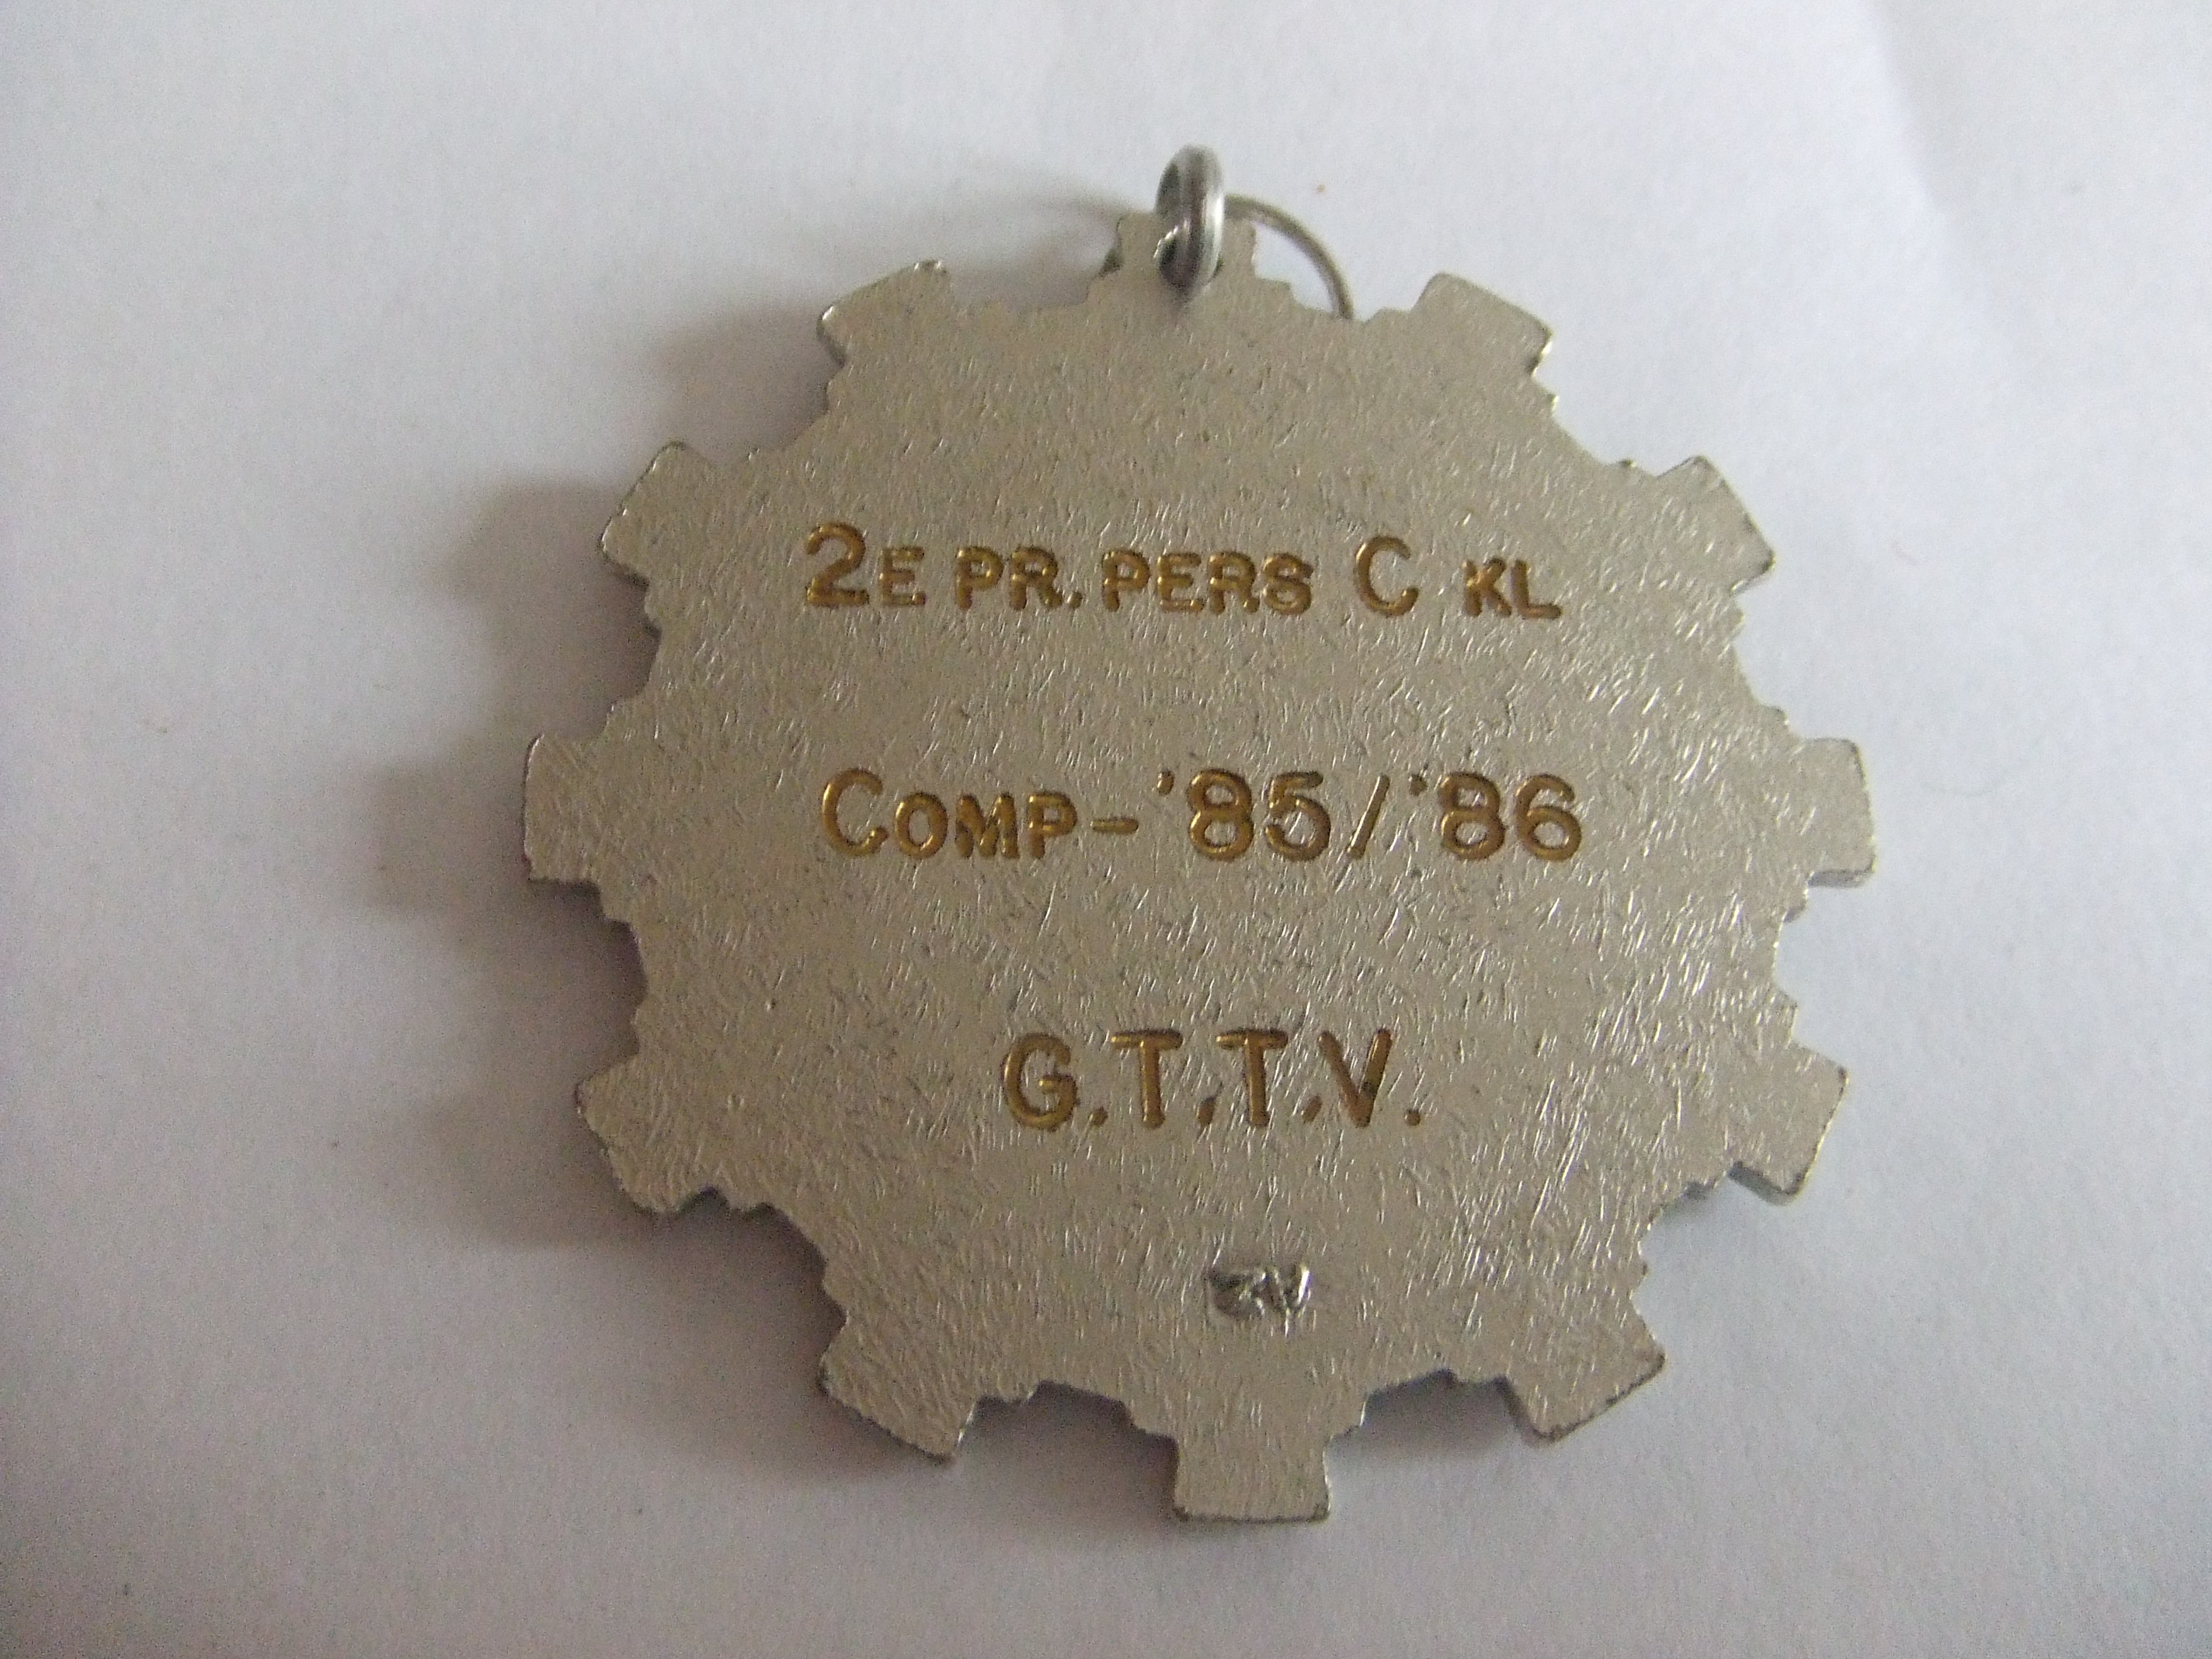 2E PR. PERS C KL
COMP-'85/'86
G.T.T.V.